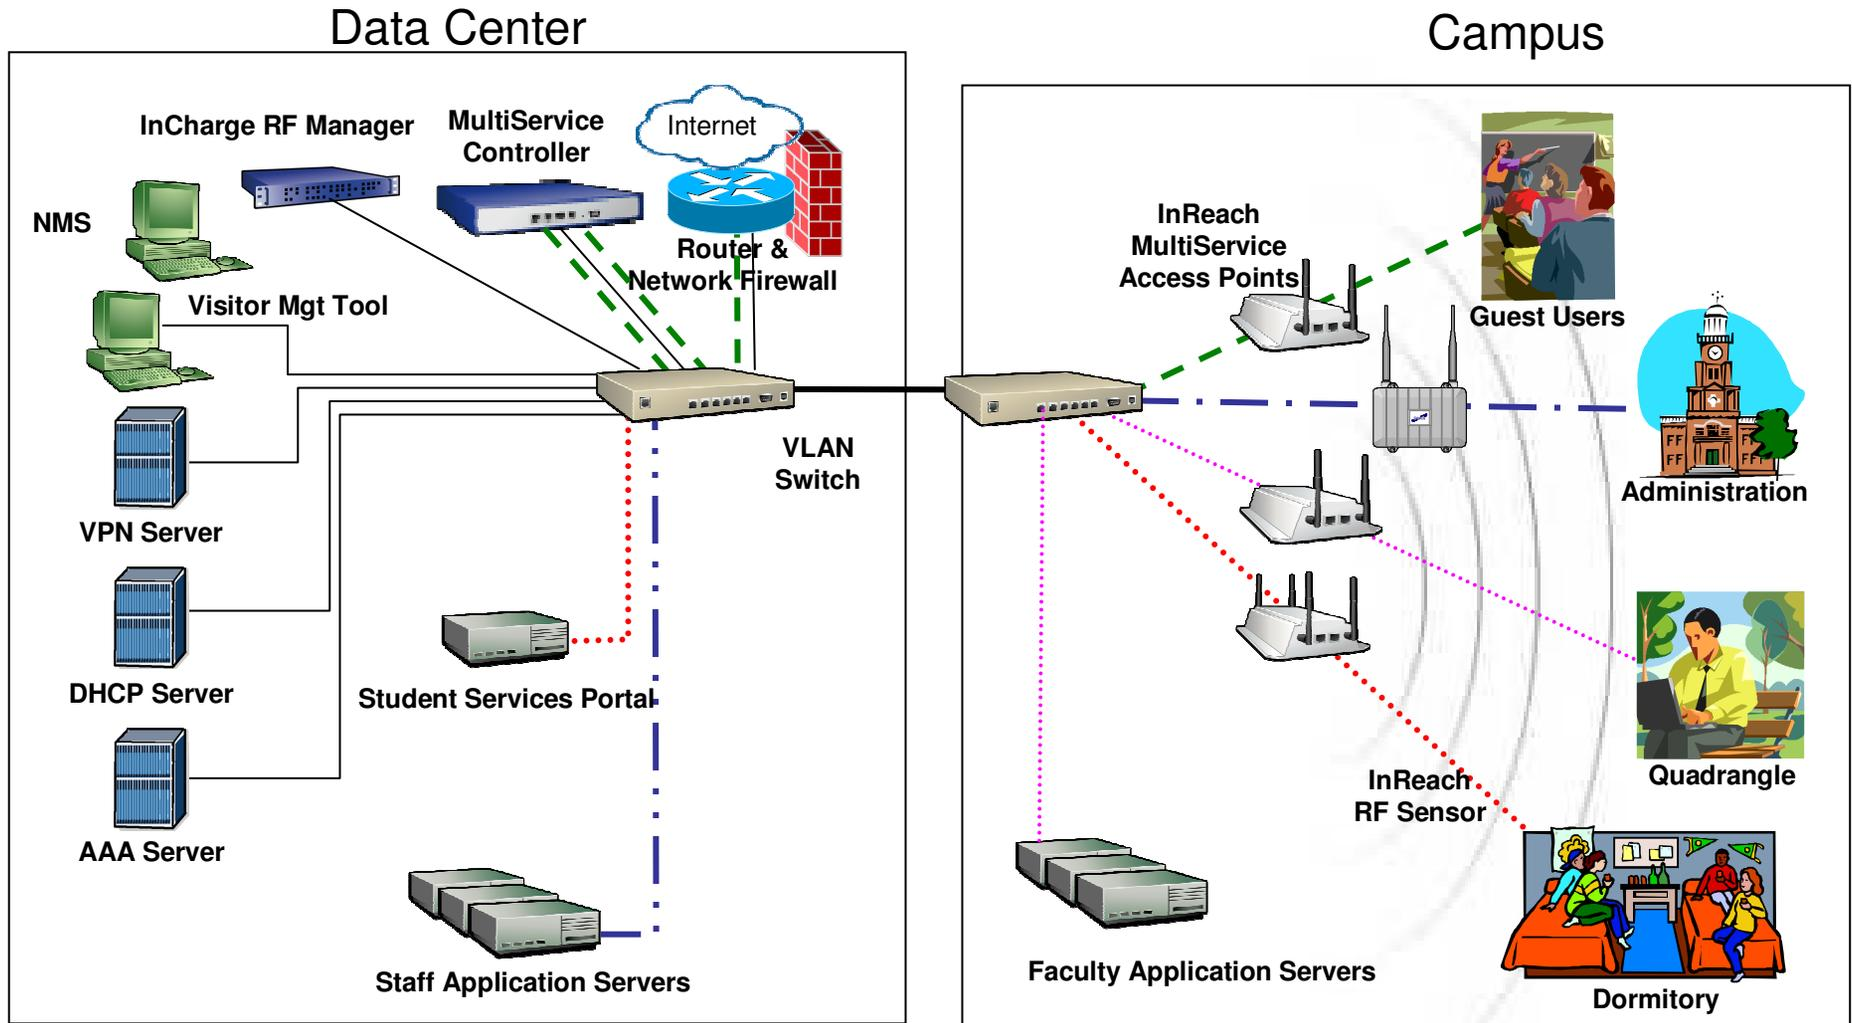 Data Center
Campus
InCharge RF Manager
MultiService
Controller
Internet
NMS
Router &
Network Firewall
Visitor Mgt Tool
InReach
MultiService
Access Points
Guest Users
VLAN
Switch
Administration
VPN Server
DHCP Server
Student Services Portal
InReach
RF Sensor
Quadrangle
AAA Server
Staff Application Servers
Faculty Application Servers
Dormitory